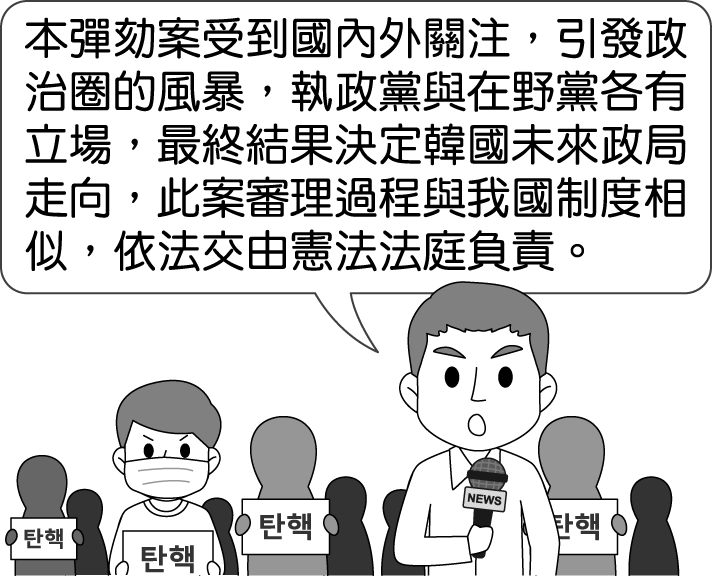 本彈劾案受到國內外關注，引發政
治圈的風暴，執政黨與在野黨各有
立場，最終結果決定韓國未來政局
走向，此案審理過程與我國制度相
似，依法交由憲法法庭負責。
탄핵
탄핵
탄핵
NEWS
탄핵